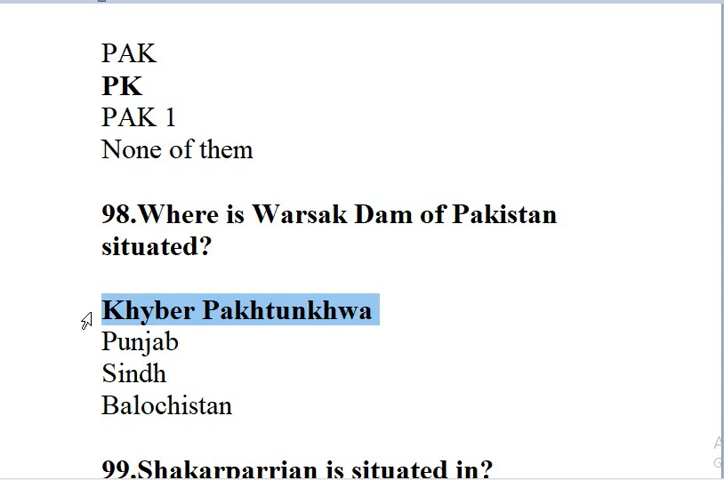 PAK
PK
PAK 1
None of them
98.Where is Warsak Dam of Pakistan
situated?
Khyber Pakhtunkhwa
Punjab
Sindh
Balochistan
99.Shakarparrian is situated in?